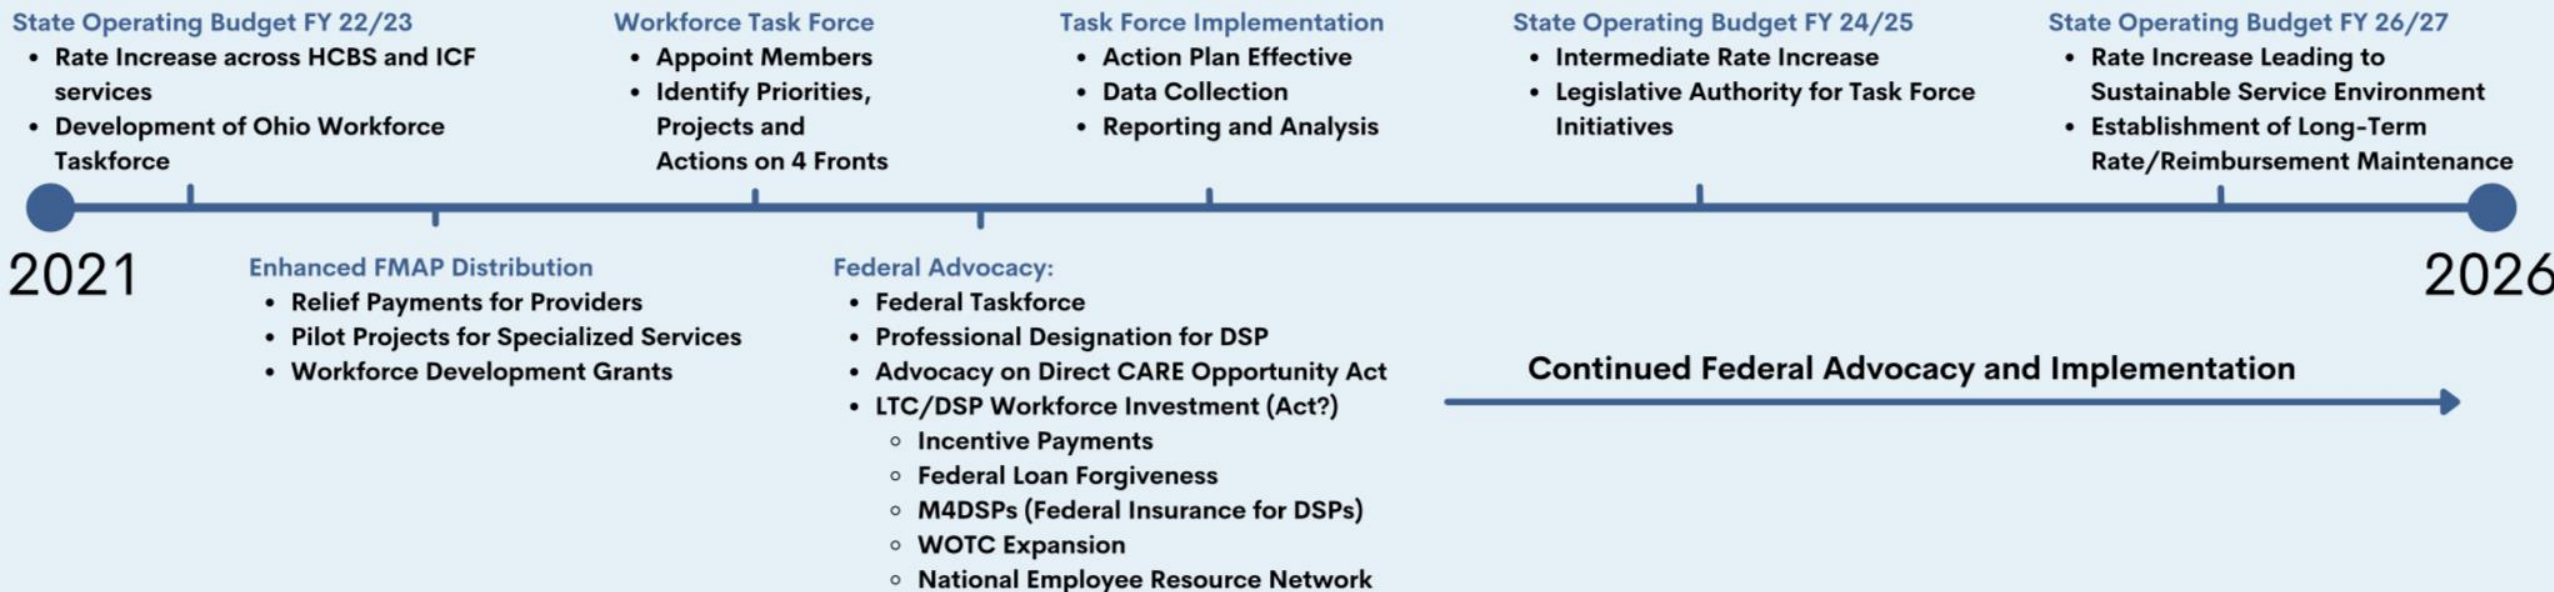 State Operating Budget FY 22/23
• Rate Increase across HCBS and ICF
services
• Development of Ohio Workforce
Taskforce
Workforce Task Force
• Appoint Members
• Identify Priorities,
Projects and
Actions on 4 Fronts
Task Force Implementation
• Action Plan Effective
• Data Collection
• Reporting and Analysis
State Operating Budget FY 24/25
• Intermediate Rate Increase
• Legislative Authority for Task Force
Initiatives
State Operating Budget FY 26/27
• Rate Increase Leading to
Sustainable Service Environment
• Establishment of Long-Term
Rate/Reimbursement Maintenance
2021
Enhanced FMAP Distribution
• Relief Payments for Providers
• Pilot Projects for Specialized Services
• Workforce Development Grants
Federal Advocacy:
• Federal Taskforce
• Professional Designation for DSP
• Advocacy on Direct CARE Opportunity Act
• LTC/DSP Workforce Investment (Act?)
◦ Incentive Payments
◦ Federal Loan Forgiveness
◦ M4DSPs (Federal Insurance for DSPs)
◦ WOTC Expansion
◦ National Employee Resource Network
Continued Federal Advocacy and Implementation
2026